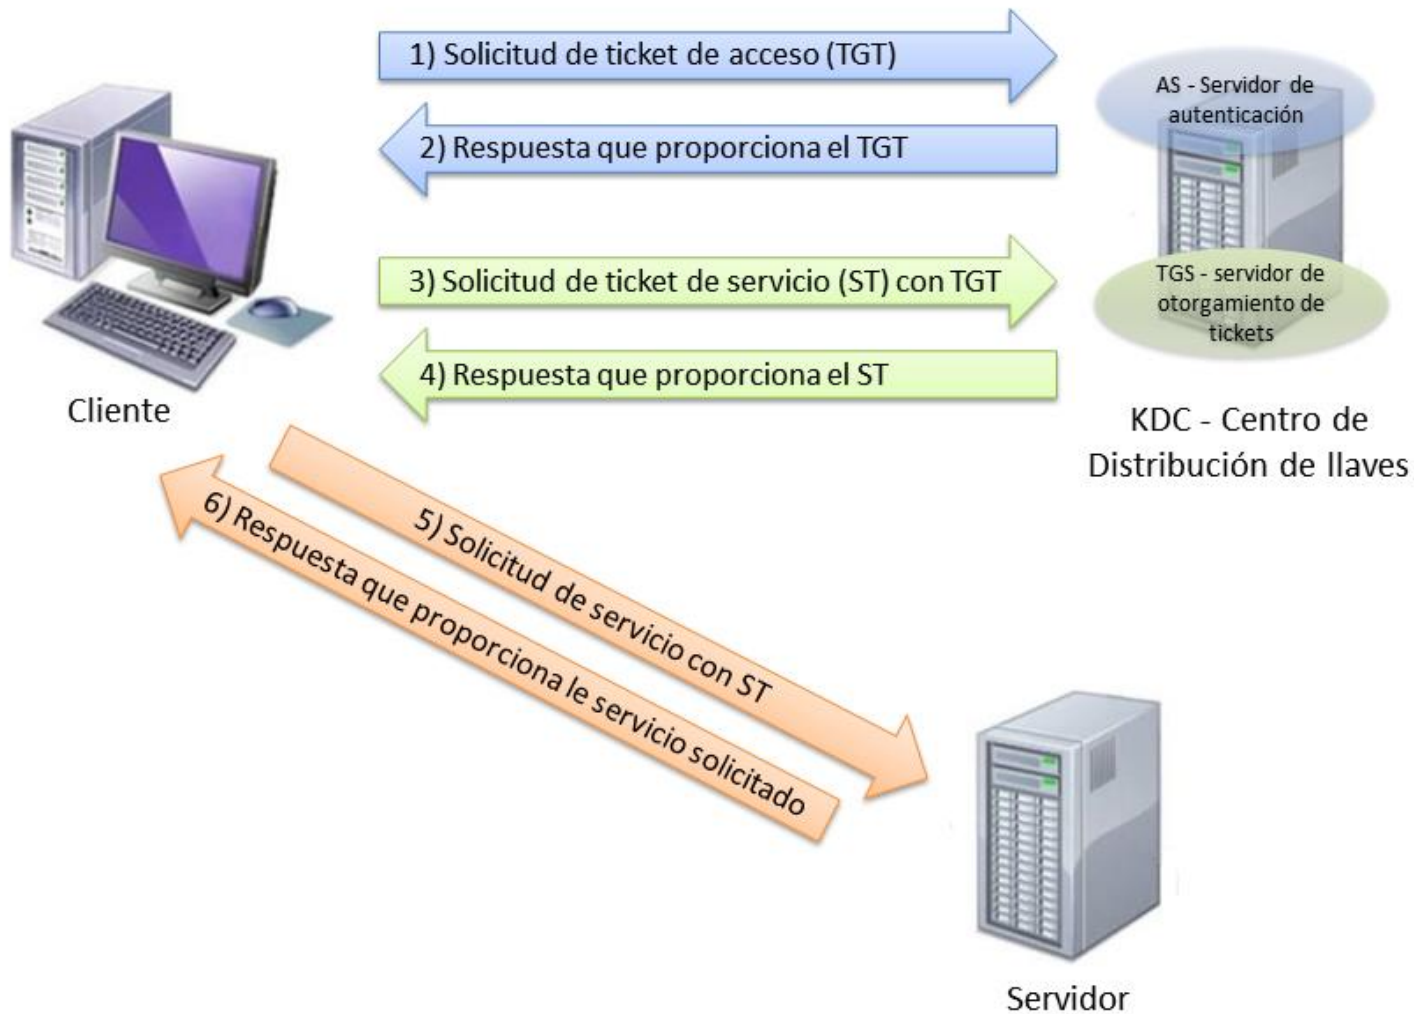 1) Solicitud de ticket de acceso (TGT)
AS - Servidor de
autenticación
2) Respuesta que proporciona el TGT
3) Solicitud de ticket de servicio (ST) con TGT
TGS - servidor de
otorgamiento de
tickets
4) Respuesta que proporciona el ST
Cliente
KDC - Centro de
Distribución de llaves
5) Solicitud de servicio con ST
6) Respuesta que proporciona le servicio solicitado
Servidor